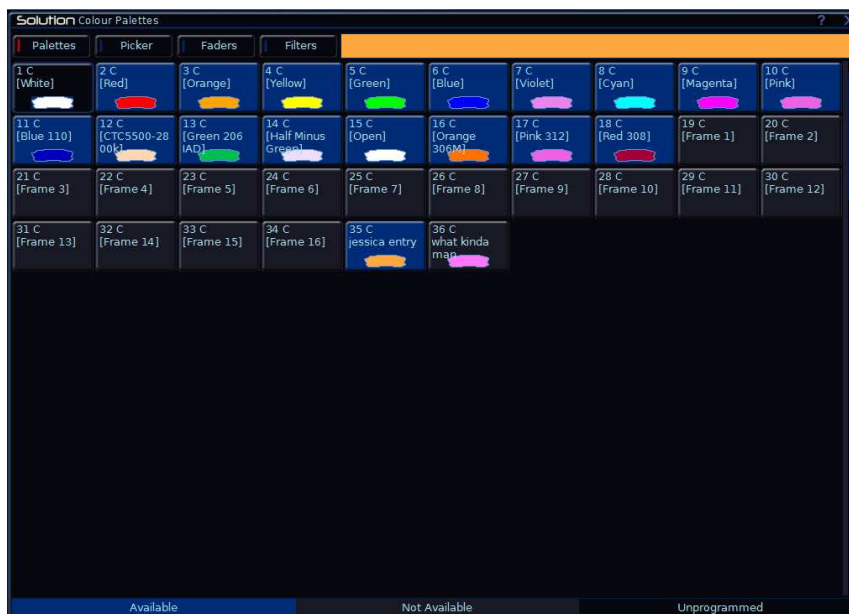 Solution Colour Palettes ? X
Palettes Picker Faders Filters
1 C 2 C 3 C 4 C 5 C 6 C 7 C 8 C 9 C 10 C
[White] [Red] [Orange] [Yellow] [Green] [Blue] [Violet] [Cyan] [Magenta] [Pink]
11 C 12 C 13 C 14 C 15 C 16 C 17 C 18 C 19 C 20 C
[Blue 110] [CTC5500-28 [Green 206 [Half Minus [Open] [Orange [Pink 312] [Red 308] [Frame 1] [Frame 2]
00k] IAD] Green] 306M]
21 C 22 C 23 C 24 C 25 C 26 C 27 C 28 C 29 C 30 C
[Frame 3] [Frame 4] [Frame 5] [Frame 6] [Frame 7] [Frame 8] [Frame 9] [Frame 10] [Frame 11] [Frame 12]
31 C 32 C 33 C 34 C 35 C 36 C
[Frame 13] [Frame 14] [Frame 15] [Frame 16] jessica entry what kinda
man
Available Not Available Unprogrammed